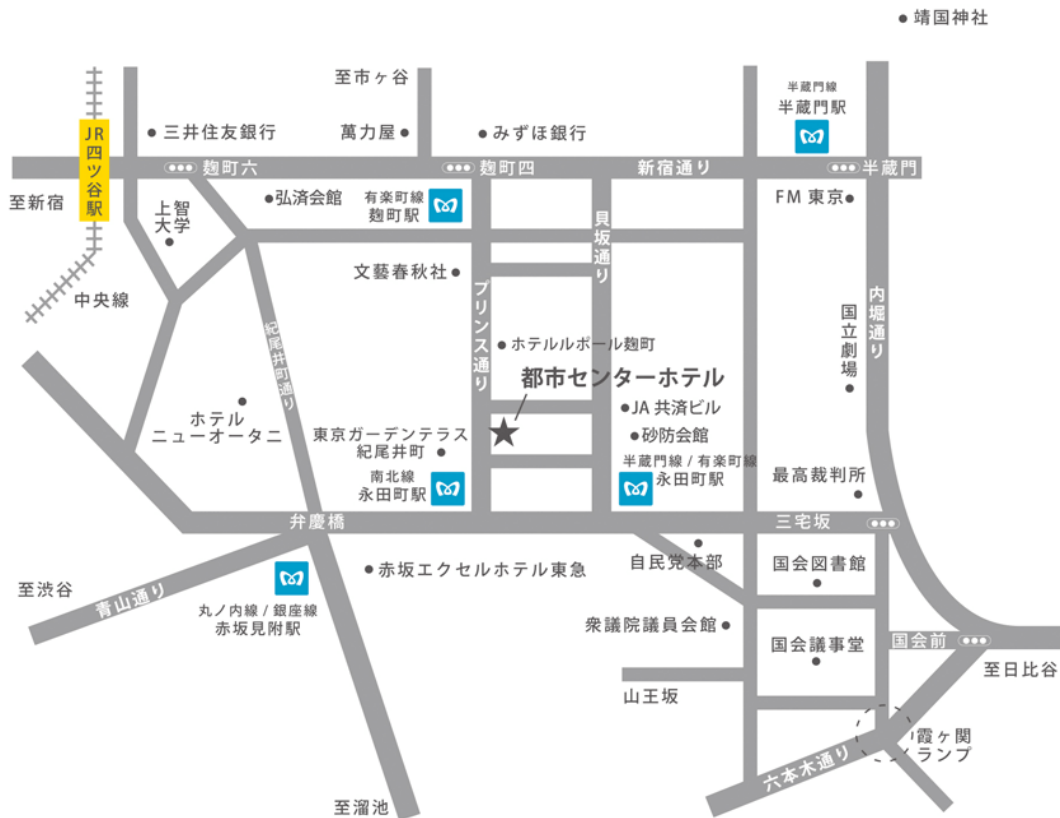 靖国神社
至市ヶ谷
半蔵門線
半蔵門駅
JR四ツ谷駅
三井住友銀行
萬力屋
みずほ銀行
麹町六
麹町四
新宿通り
半蔵門
至新宿
弘済会館
有楽町線
麹町駅
FM 東京
上智
大学
貝坂通り
文藝春秋社
中央線
プリンス通り
内堀通り
国立劇場
紀尾井町通り
ホテルルポール麹町
都市センターホテル
ホテル
ニューオータニ
JA 共済ビル
東京ガーデンテラス
紀尾井町
砂防会館
南北線
永田町駅
半蔵門線 / 有楽町線
永田町駅
最高裁判所
弁慶橋
三宅坂
自民党本部
国会図書館
赤坂エクセルホテル東急
至渋谷
青山通り
丸ノ内線 / 銀座線
赤坂見附駅
衆議院議員会館
国会議事堂
国会前
至日比谷
山王坂
霞ヶ関
ランプ
六本木通り
至溜池